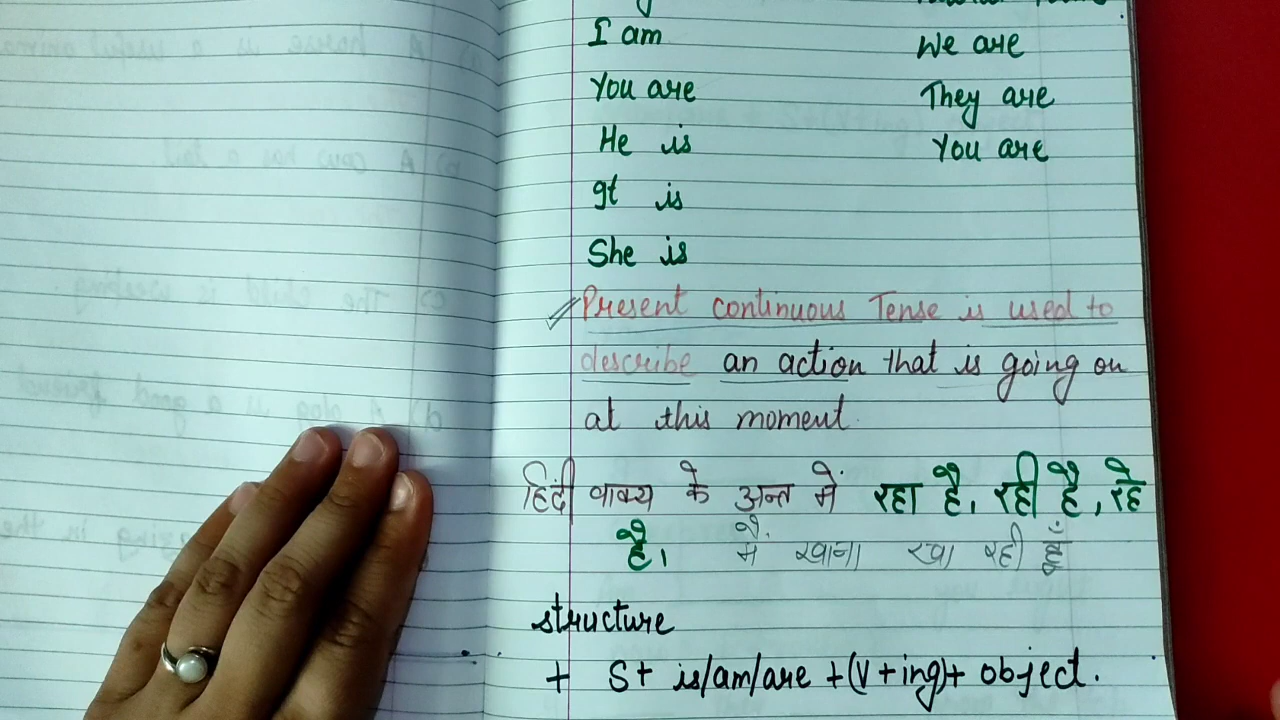 I am We are
You are They are
He is You are
It is
She is
Present continuous Tense is used to
describe an action that is going on
at this moment.
हिंदी वाक्य के अन्त में रहा है, रही है, रहे
है। मैं खाना खा रही हूँ
structure
+ S+ is/am/are +(V+ing)+ object.